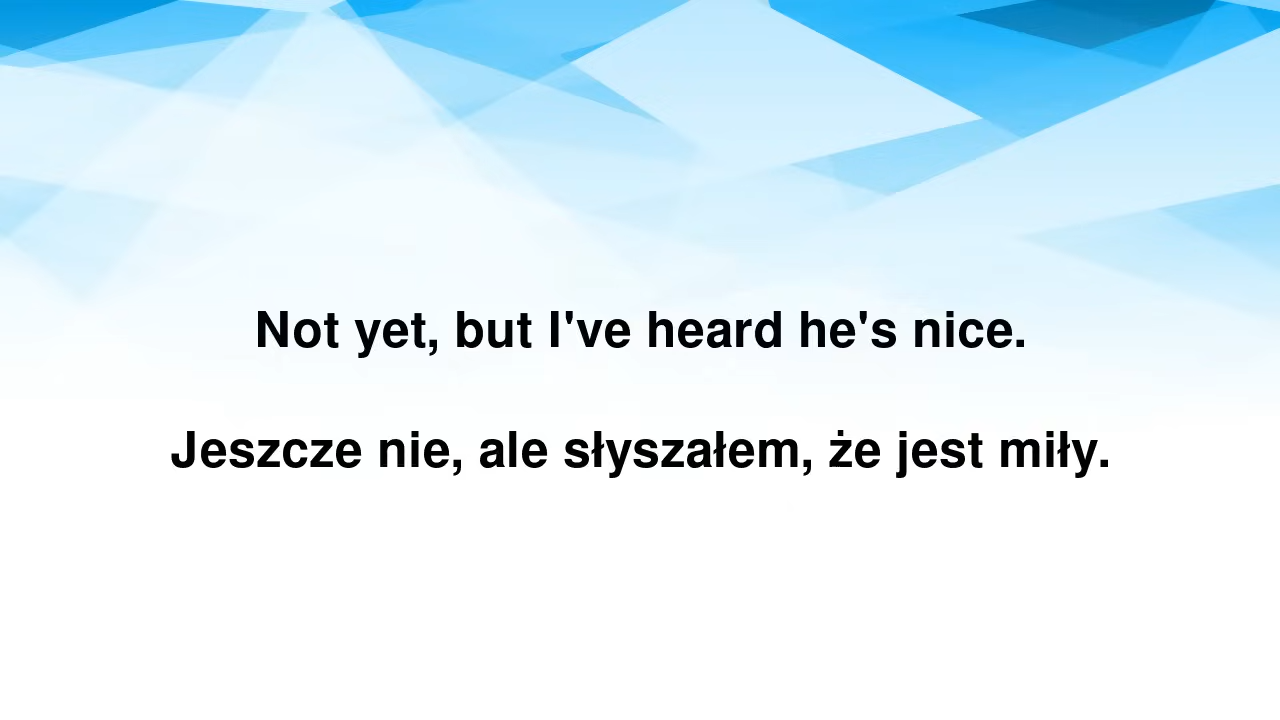 Not yet, but I've heard he's nice.
Jeszcze nie, ale słyszałem, że jest miły.